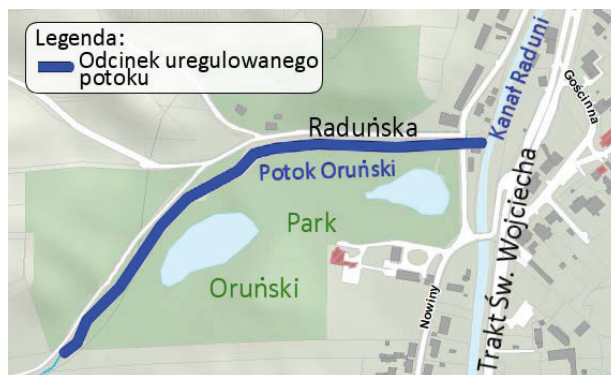 Legenda:
Odcinek uregulowanego
potoku
Raduńska
Potok Oruński
Park
Oruński
Kanał Raduni
Gościnna
Nowiny
Trakt Św. Wojciecha